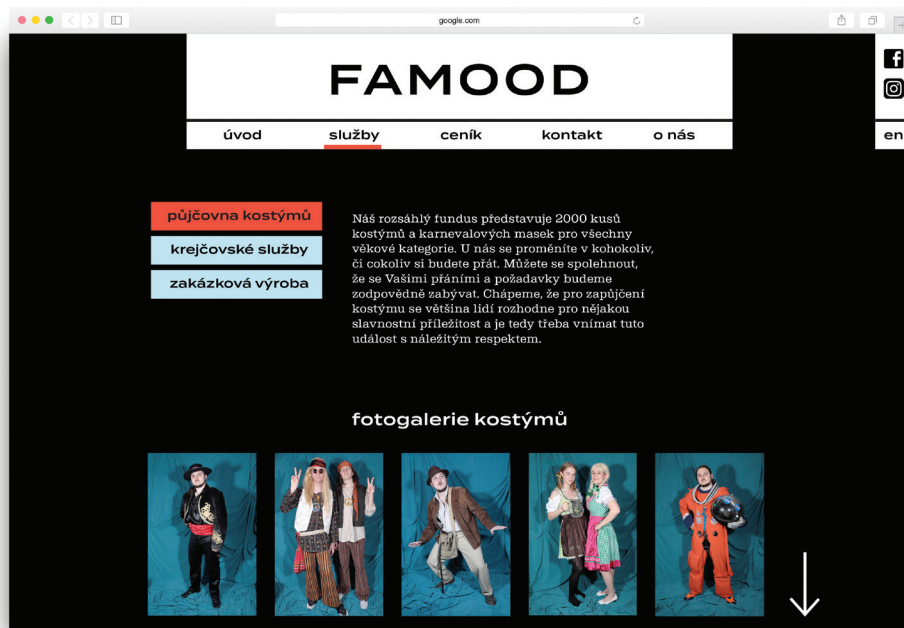 google.com
FAMOOD
úvod služby ceník kontakt o nás
en
půjčovna kostýmů
krejčovské služby
zakázková výroba
Náš rozsáhlý fundus představuje 2000 kusů
kostýmů a karnevalových masek pro všechny
věkové kategorie. U nás se proměníte v kohokoliv,
či cokoliv si budete přát. Můžete se spolehnout,
že se Vašimi přáními a požadavky budeme
zodpovědně zabývat. Chápeme, že pro zapůjčení
kostýmu se většina lidí rozhodne pro nějakou
slavnostní příležitost a je tedy třeba vnímat tuto
událost s náležitým respektem.
fotogalerie kostýmů